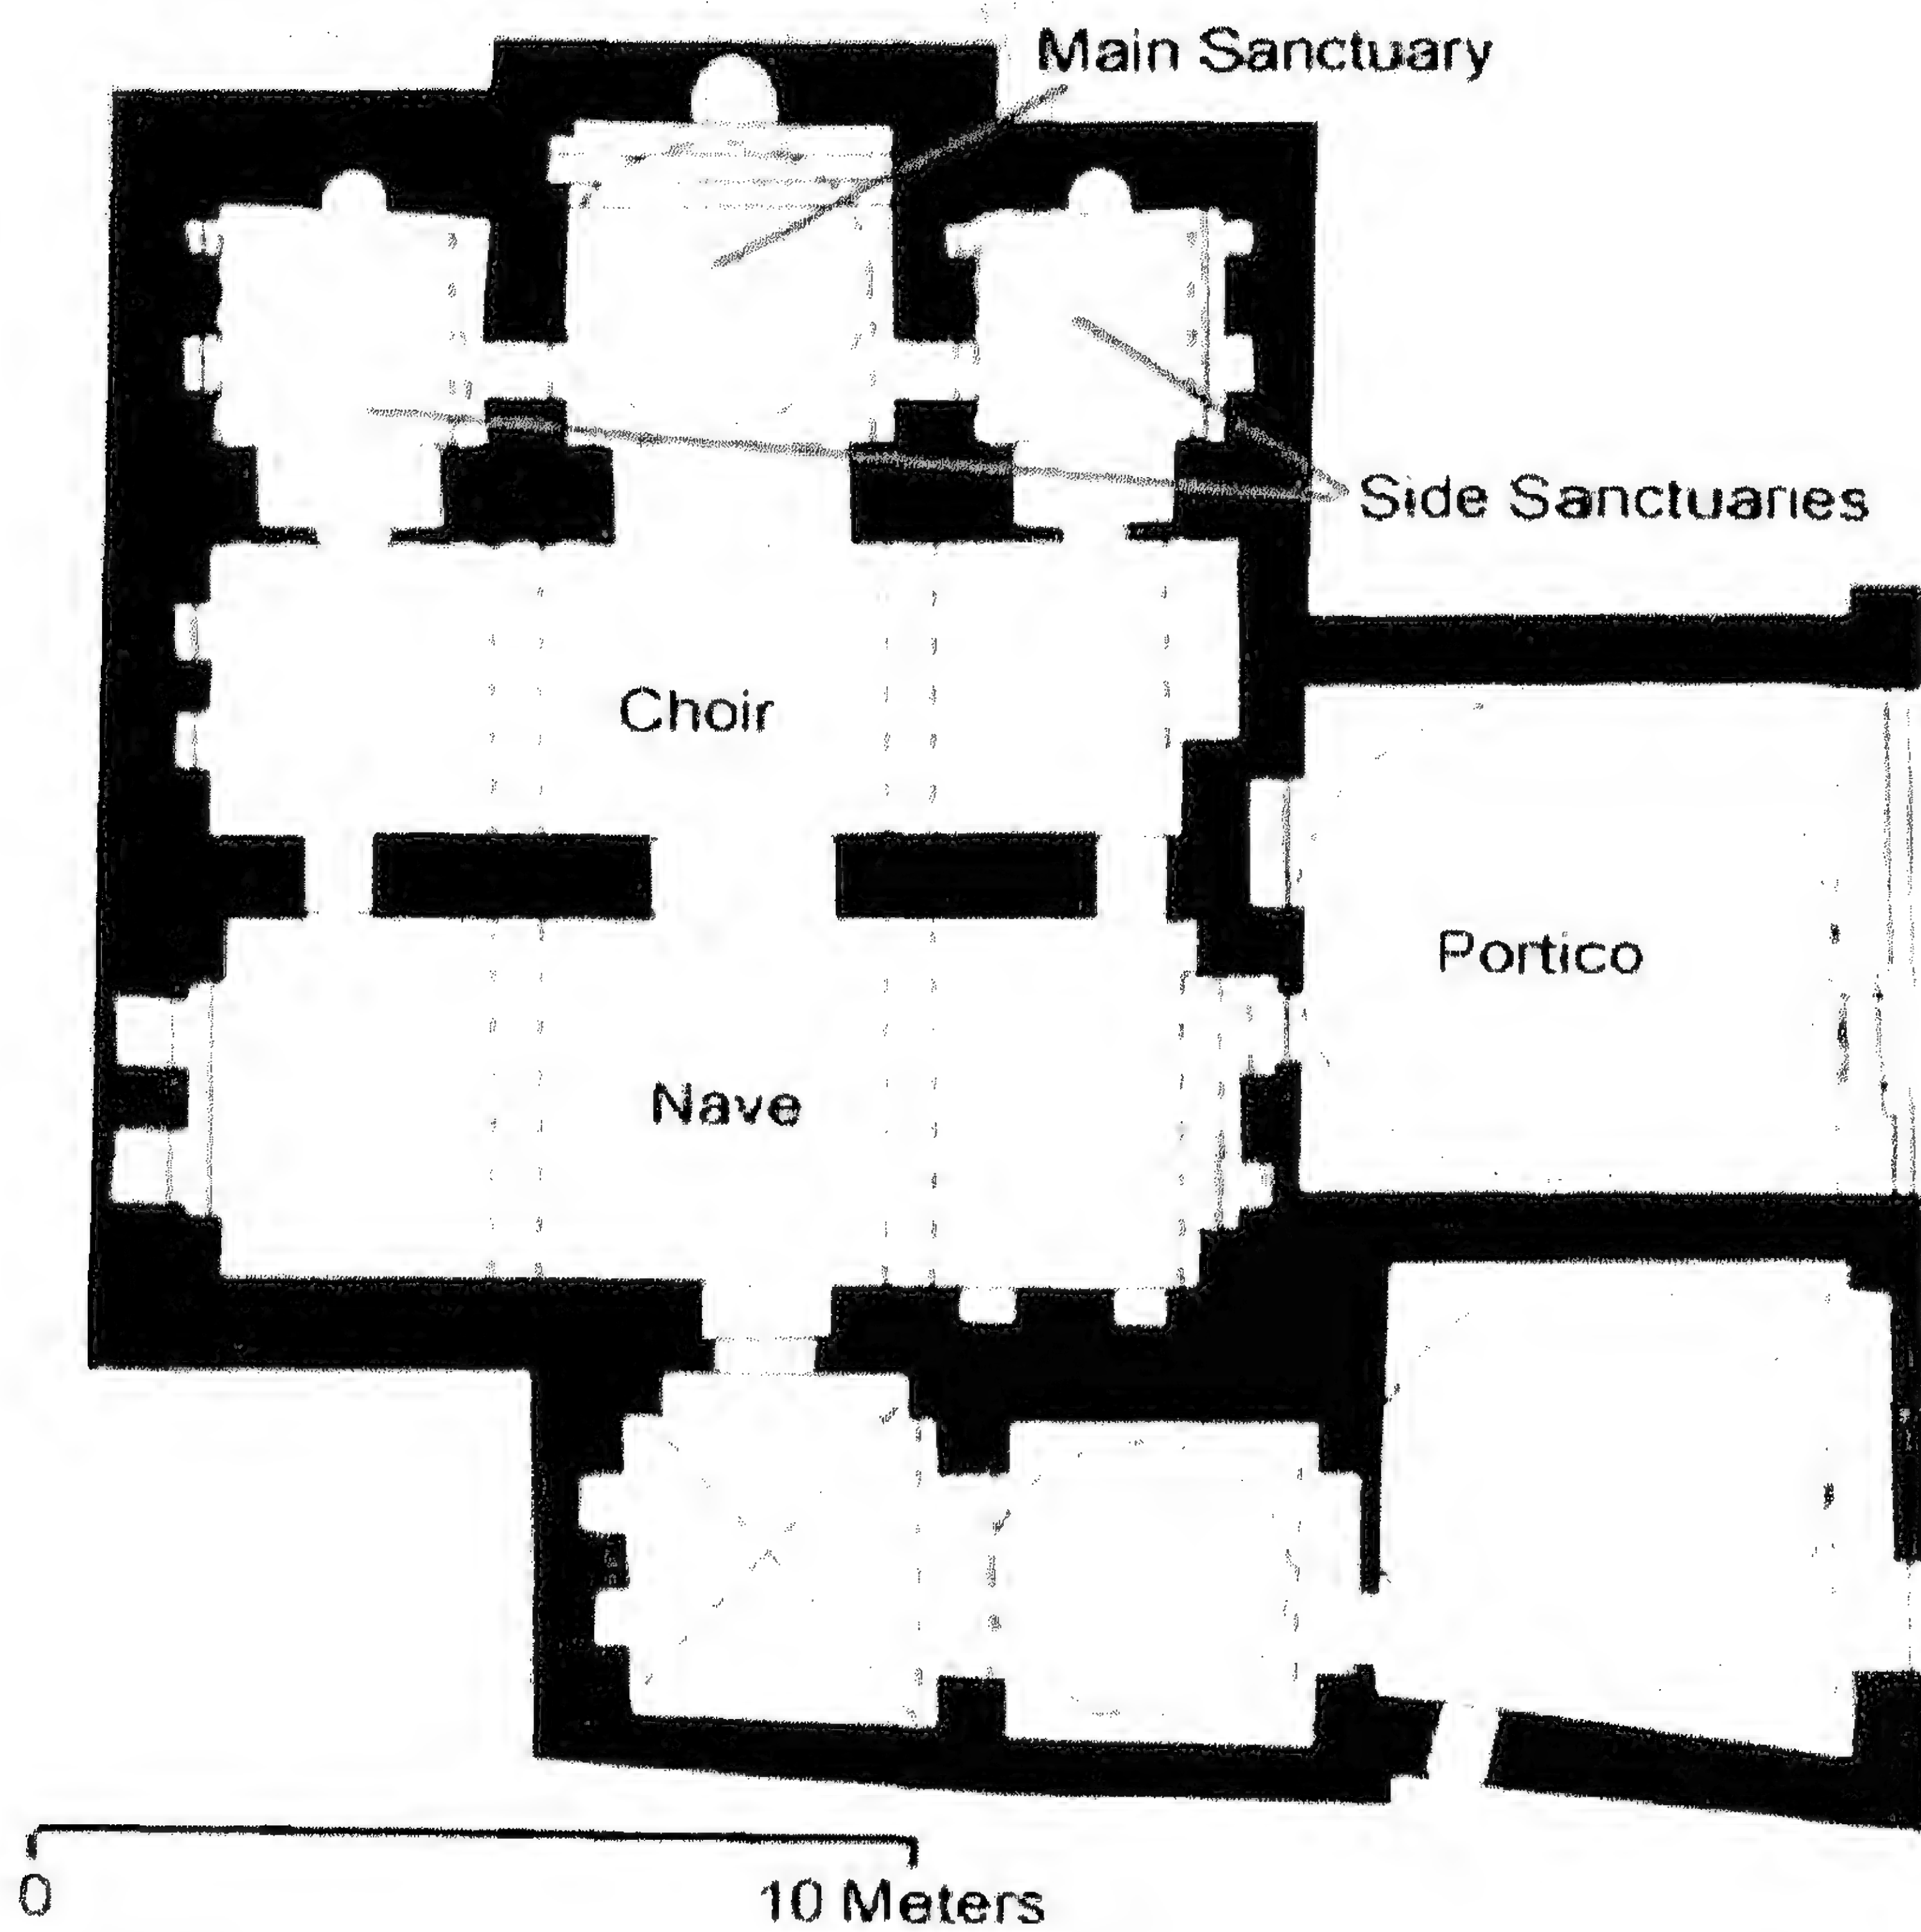 Main Sanctuary
Side Sanctuaries
Choir
Portico
Nave
0
10 Meters